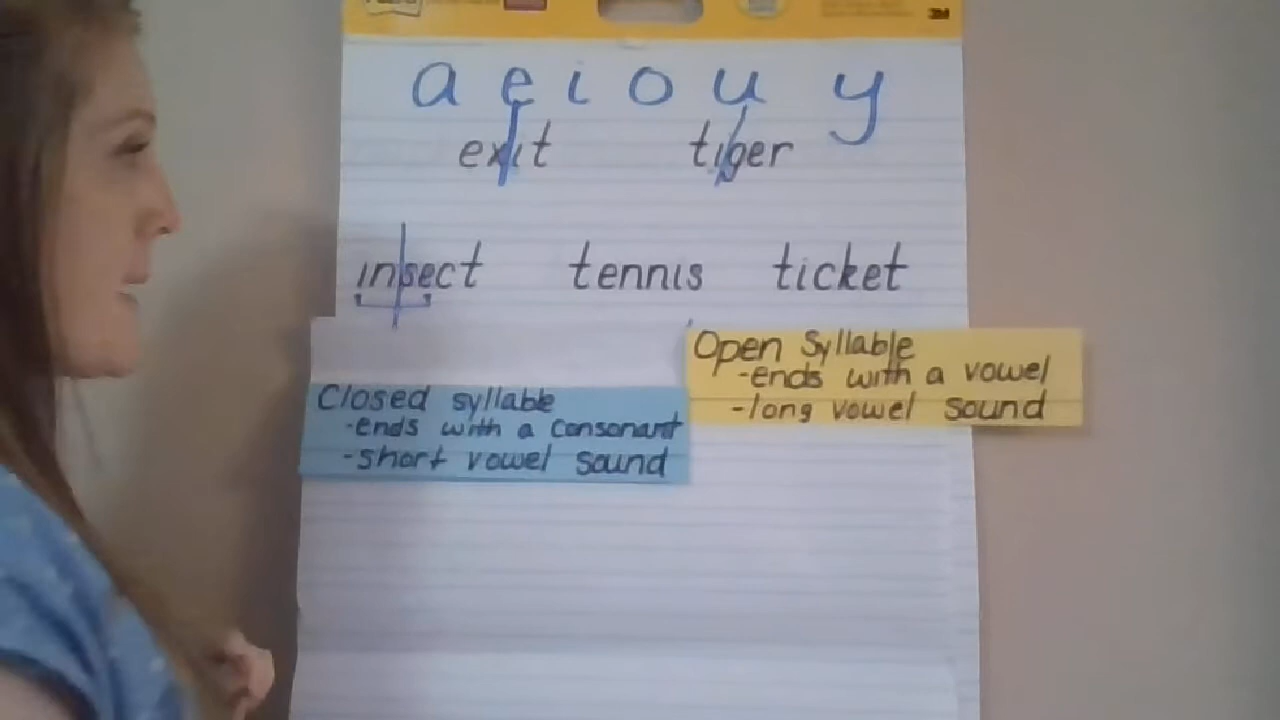 3M
a e i o u y
exit tiger
insect tennis ticket
Open Syllable
-ends with a vowel
-long vowel sound
Closed syllable
-ends with a consonant
-short vowel sound